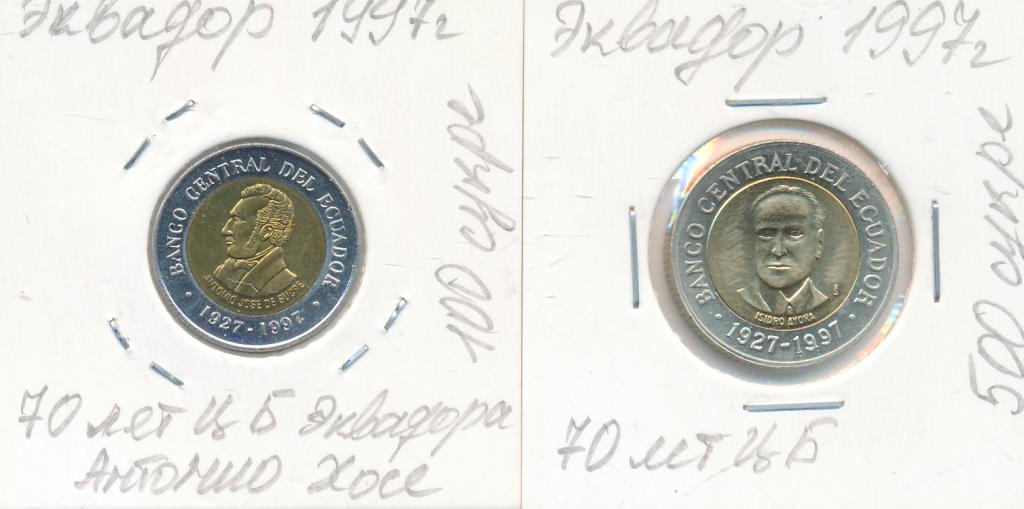 Эквадор 1997г
BANCO CENTRAL DEL ECUADOR
ANTONIO JOSE DE SUCRE
· 1927-1997 ·
100 сукре
70 лет ЦБ Эквадора
Антонио Хосе
Эквадор 1997г
BANCO CENTRAL DEL ECUADOR
ISIDRO AYORA
· 1927-1997 ·
500 сукре
70 лет ЦБ